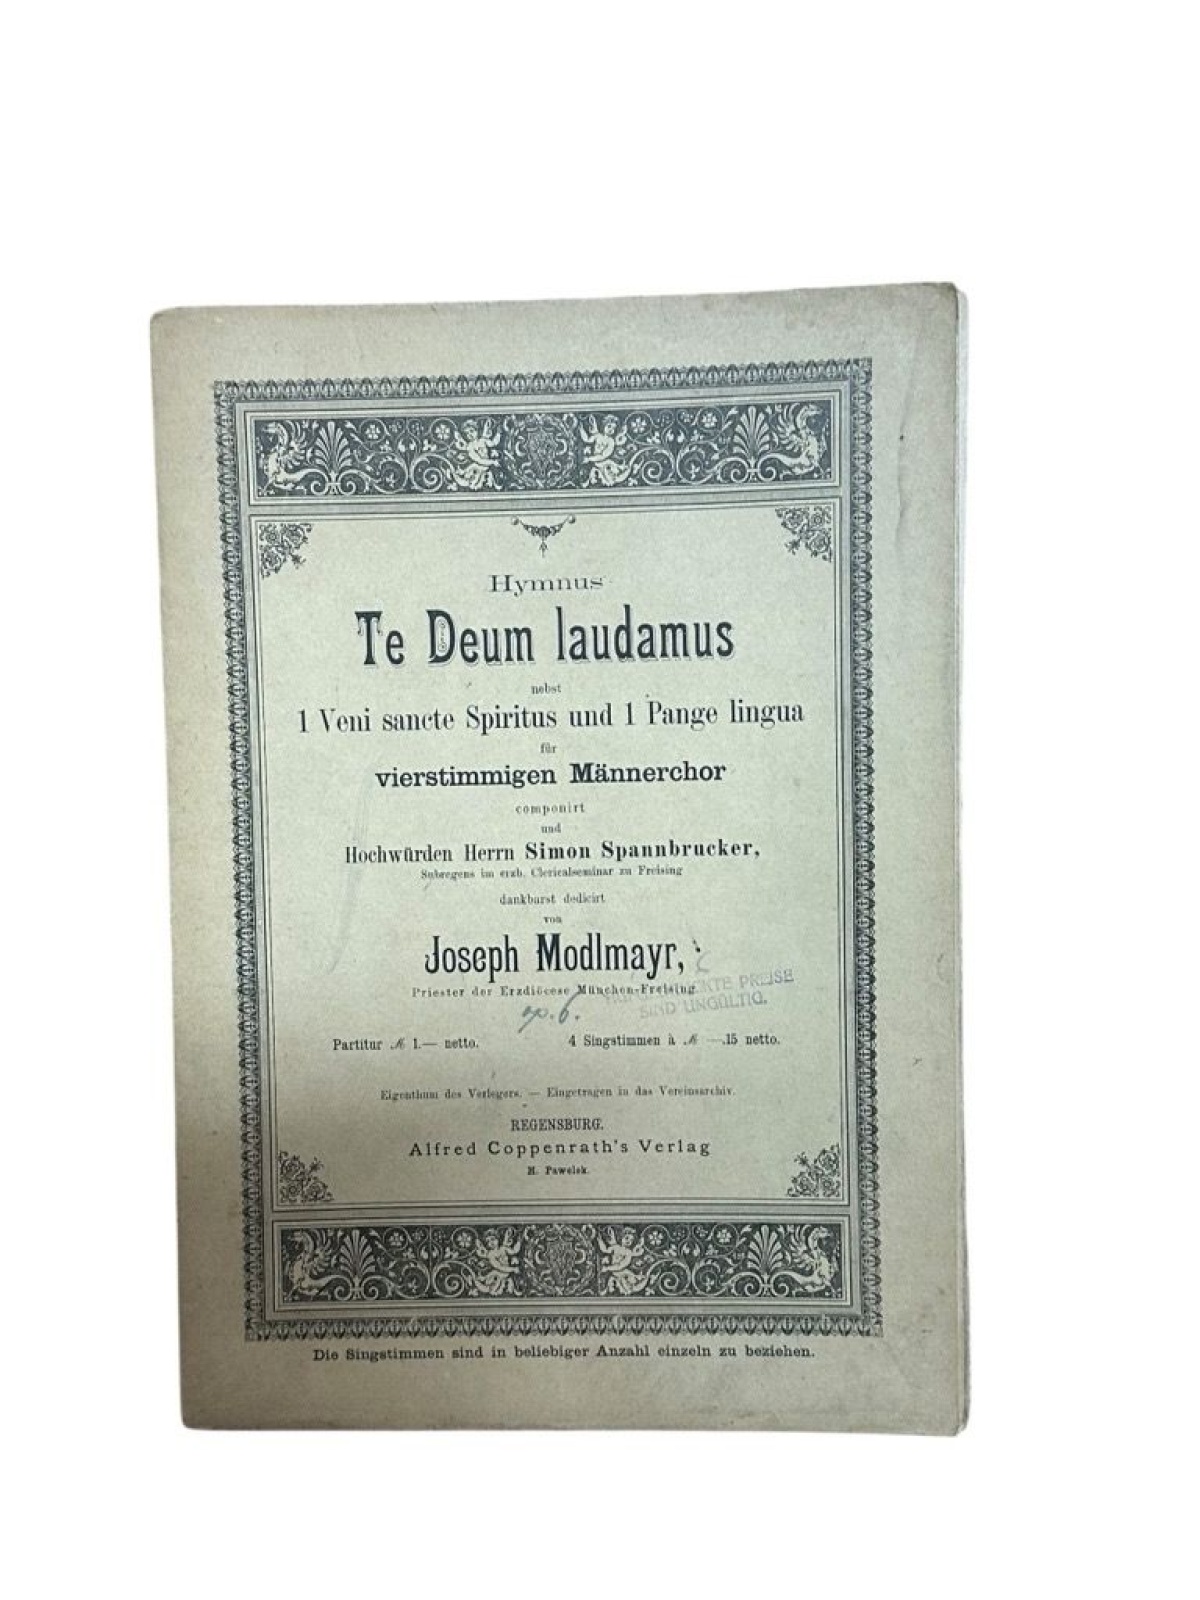 Hymnus
Te Deum laudamus
nebst
1 Veni sancte Spiritus und 1 Pange lingua
für
vierstimmigen Männerchor
componirt
und
Hochwürden Herrn Simon Spannbrucker,
Subregens im erzb. Clericalseminar zu Freising
dankbarst dedicirt
von
Joseph Modlmayr,
Priester der Erzdiöcese München-Freising.
PREISE
SIND UNGÜLTIG.
op. 6.
Partitur ℳ 1.— netto. 4 Singstimmen à ℳ —.15 netto.
Eigenthum des Verlegers. — Eingetragen in das Vereinsarchiv.
REGENSBURG.
Alfred Coppenrath's Verlag
H. Pawelek.
Die Singstimmen sind in beliebiger Anzahl einzeln zu beziehen.